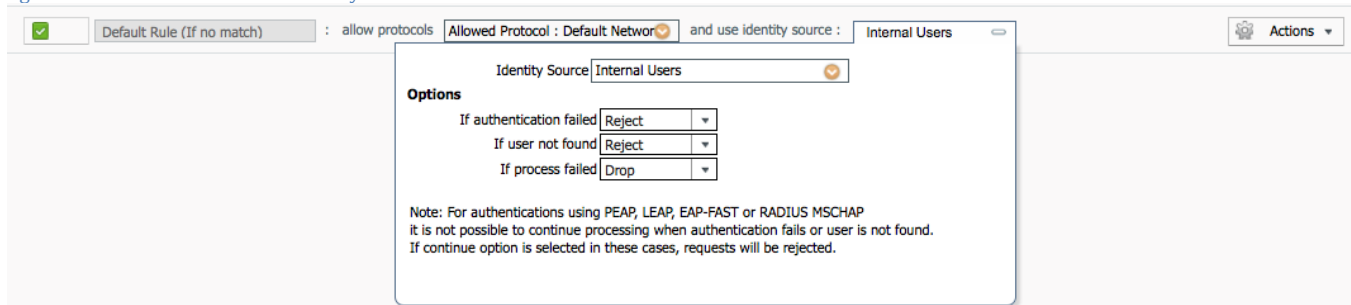 Default Rule (If no match) : allow protocols Allowed Protocol : Default Networ and use identity source : Internal Users Actions
Identity Source Internal Users
Options
If authentication failed Reject
If user not found Reject
If process failed Drop
Note: For authentications using PEAP, LEAP, EAP-FAST or RADIUS MSCHAP
it is not possible to continue processing when authentication fails or user is not found.
If continue option is selected in these cases, requests will be rejected.